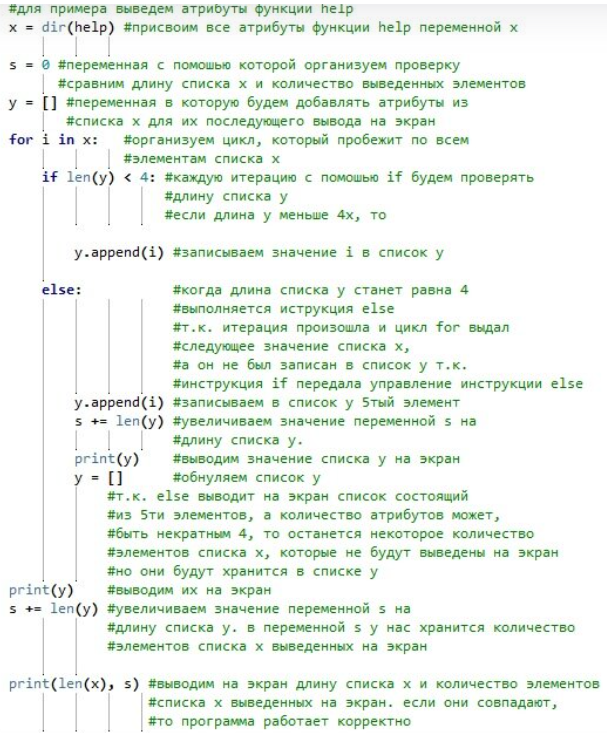 #для примера выведем атрибуты функции help
x = dir(help) #присвоим все атрибуты функции help переменной x
s = 0 #переменная с помошью которой организуем проверку
#сравним длину списка x и количество выведенных элементов
y = [] #переменная в которую будем добавлять атрибуты из
#списка x для их последующего вывода на экран
for i in x: #организуем цикл, который пробежит по всем
#элементам списка x
if len(y) < 4: #каждую итерацию с помошью if будем проверять
#длину списка y
#если длина y меньше 4х, то
y.append(i) #записываем значение i в список y
else: #когда длина списка y станет равна 4
#выполняется иструкция else
#т.к. итерация произошла и цикл for выдал
#следующее значение списка x,
#а он не был записан в список y т.к.
#инструкция if передала управление инструкции else
y.append(i) #записываем в список y 5тый элемент
s += len(y) #увеличиваем значение переменной s на
#длину списка y.
print(y) #выводим значение списка y на экран
y = [] #обнуляем список y
#т.к. else выводит на экран список состоящий
#из 5ти элементов, а количество атрибутов может,
#быть некратным 4, то останется некоторое количество
#элементов списка x, которые не будут выведены на экран
#но они будут хранится в списке y
print(y) #выводим их на экран
s += len(y) #увеличиваем значение переменной s на
#длину списка y. в переменной s у нас хранится количество
#элементов списка x выведенных на экран
print(len(x), s) #выводим на экран длину списка x и количество элементов
#списка x выведенных на экран. если они совпадают,
#то программа работает корректно